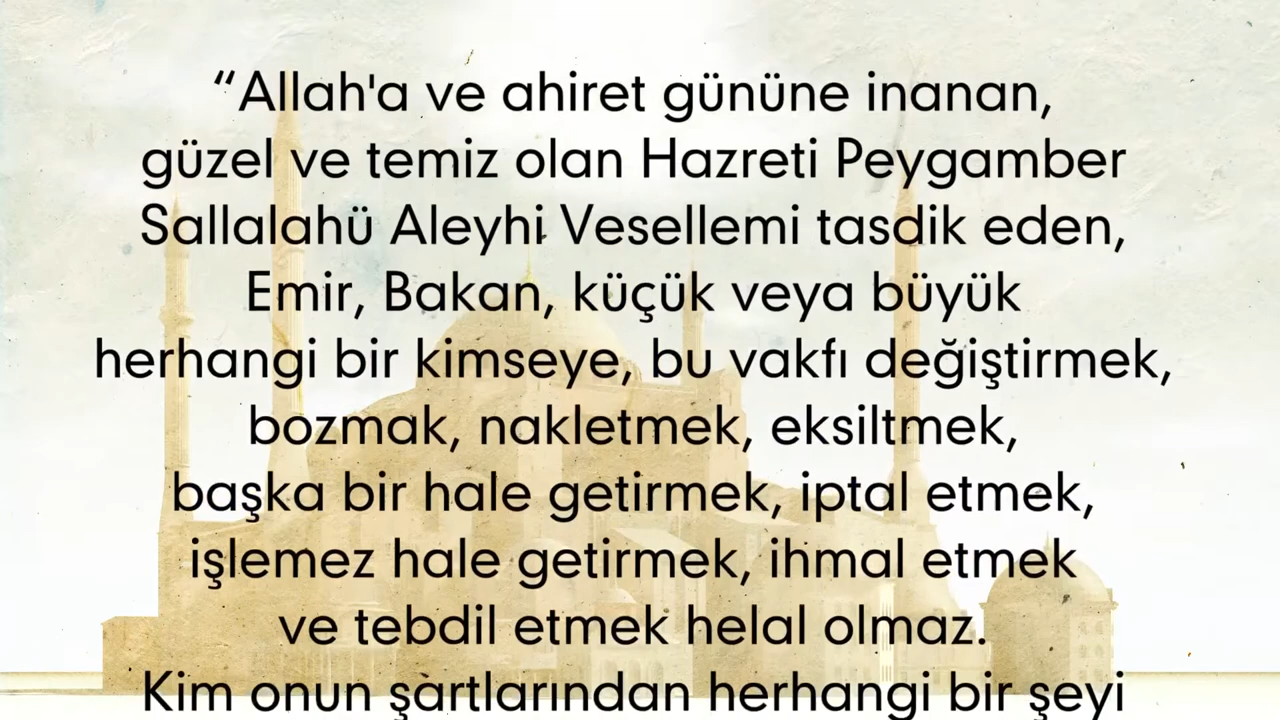 “Allah'a ve ahiret gününe inanan,
güzel ve temiz olan Hazreti Peygamber
Sallalahü Aleyhi Vesellemi tasdik eden,
Emir, Bakan, küçük veya büyük
herhangi bir kimseye, bu vakfı değiştirmek,
bozmak, nakletmek, eksiltmek,
başka bir hale getirmek, iptal etmek,
işlemez hale getirmek, ihmal etmek
ve tebdil etmek helal olmaz.
Kim onun şartlarından herhangi bir şeyi